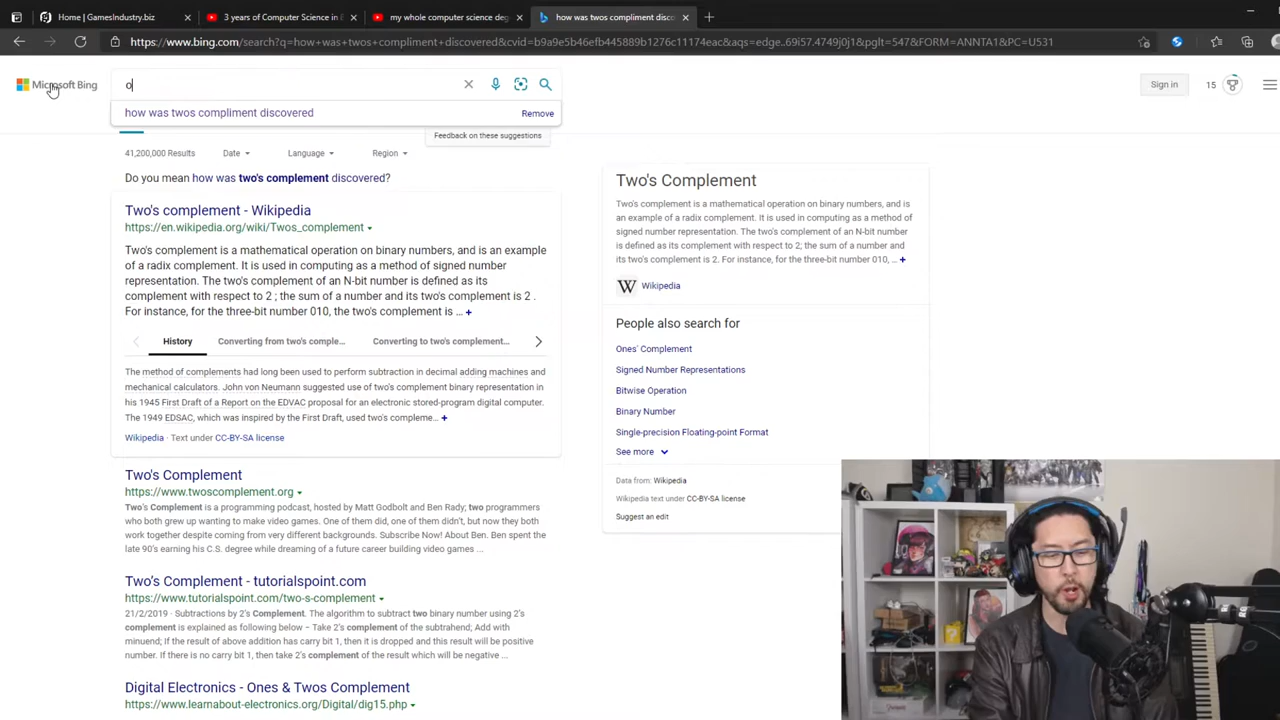 Home | GamesIndustry.biz
3 years of Computer Science in 8
my whole computer science deg
how was twos compliment disco
https://www.bing.com/search?q=how+was+twos+compliment+discovered&cvid=b9a9e5b46efb445889b1276c11174eac&aqs=edge..69i57.4749j0j1&pglt=547&FORM=ANNTA1&PC=U531
Microsoft Bing
o
Sign in
15
how was twos compliment discovered
Remove
Feedback on these suggestions
41,200,000 Results
Date
Language
Region
Do you mean how was two's complement discovered?
Two's complement - Wikipedia
https://en.wikipedia.org/wiki/Twos_complement
Two's complement is a mathematical operation on binary numbers, and is an example
of a radix complement. It is used in computing as a method of signed number
representation. The two's complement of an N-bit number is defined as its
complement with respect to 2 ; the sum of a number and its two's complement is 2 .
For instance, for the three-bit number 010, the two's complement is ...
History
Converting from two's comple...
Converting to two's complement...
The method of complements had long been used to perform subtraction in decimal adding machines and
mechanical calculators. John von Neumann suggested use of two's complement binary representation in
his 1945 First Draft of a Report on the EDVAC proposal for an electronic stored-program digital computer.
The 1949 EDSAC, which was inspired by the First Draft, used two's compleme...
Wikipedia · Text under CC-BY-SA license
Two's Complement
https://www.twoscomplement.org
Two's Complement is a programming podcast, hosted by Matt Godbolt and Ben Rady; two programmers
who both grew up wanting to make video games. One of them did, one of them didn't, but now they both
work together despite coming from very different backgrounds. Subscribe Now! About Ben. Ben spent the
late 90's earning his C.S. degree while dreaming of a future career building video games ...
Two's Complement - tutorialspoint.com
https://www.tutorialspoint.com/two-s-complement
21/2/2019 · Subtractions by 2's Complement. The algorithm to subtract two binary number using 2's
complement is explained as following below − Take 2's complement of the subtrahend; Add with
minuend; If the result of above addition has carry bit 1, then it is dropped and this result will be positive
number. If there is no carry bit 1, then take 2's complement of the result which will be negative ...
Digital Electronics - Ones & Twos Complement
https://www.learnabout-electronics.org/Digital/dig15.php
Two's Complement
Two's complement is a mathematical operation on binary numbers, and is
an example of a radix complement. It is used in computing as a method of
signed number representation. The two's complement of an N-bit number
is defined as its complement with respect to 2; the sum of a number and
its two's complement is 2. For instance, for the three-bit number 010, ...
Wikipedia
People also search for
Ones' Complement
Signed Number Representations
Bitwise Operation
Binary Number
Single-precision Floating-point Format
See more
Data from: Wikipedia
Wikipedia text under CC-BY-SA license
Suggest an edit